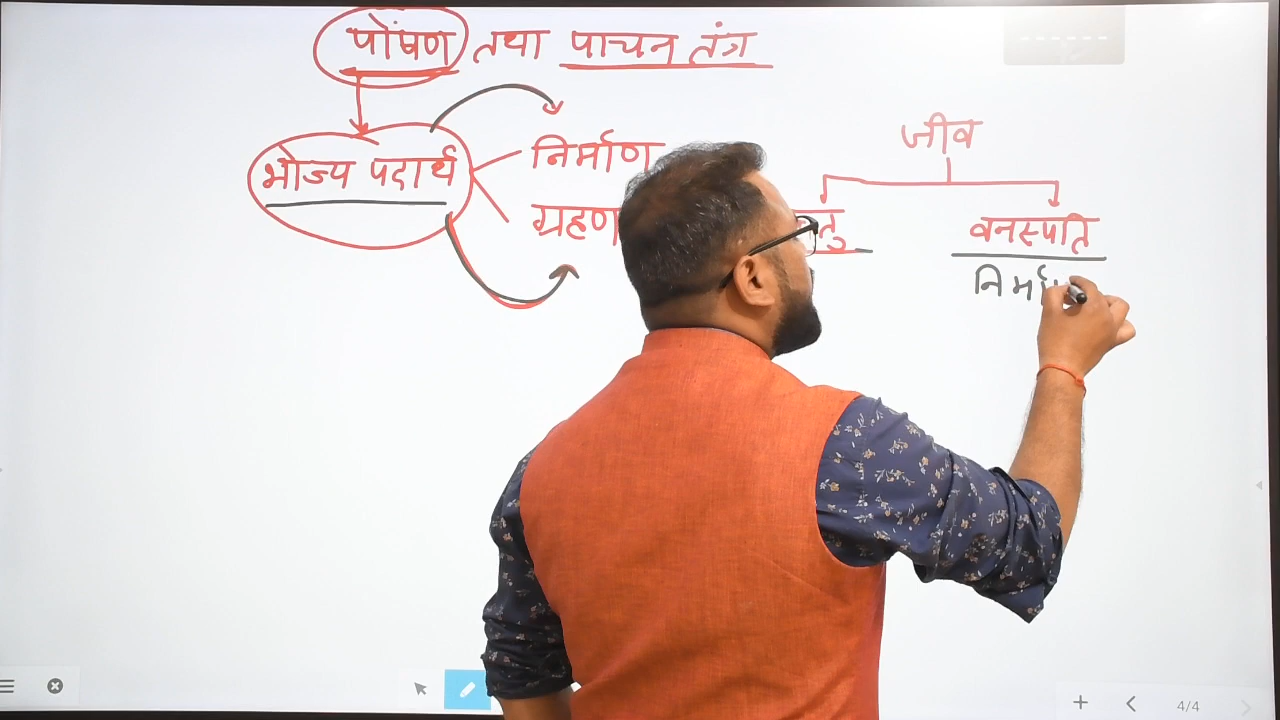 पोषण तथा पाचन तंत्र
भोज्य पदार्थ
निर्माण
ग्रहण
जीव
वनस्पति
4/4